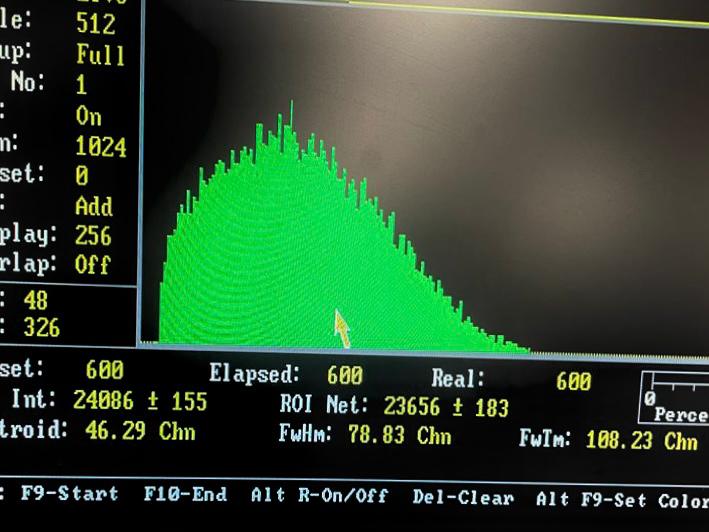 le: 512
up: Full
No: 1
: On
n: 1024
set: 0
: Add
play: 256
rlap: Off
: 48
: 326
set: 600 Elapsed: 600 Real: 600
Int: 24086 ± 155 ROI Net: 23656 ± 183
0 Perce
troid: 46.29 Chn FwHm: 78.83 Chn FwTm: 108.23 Chn
: F9-Start F10-End Alt R-On/Off Del-Clear Alt F9-Set Color